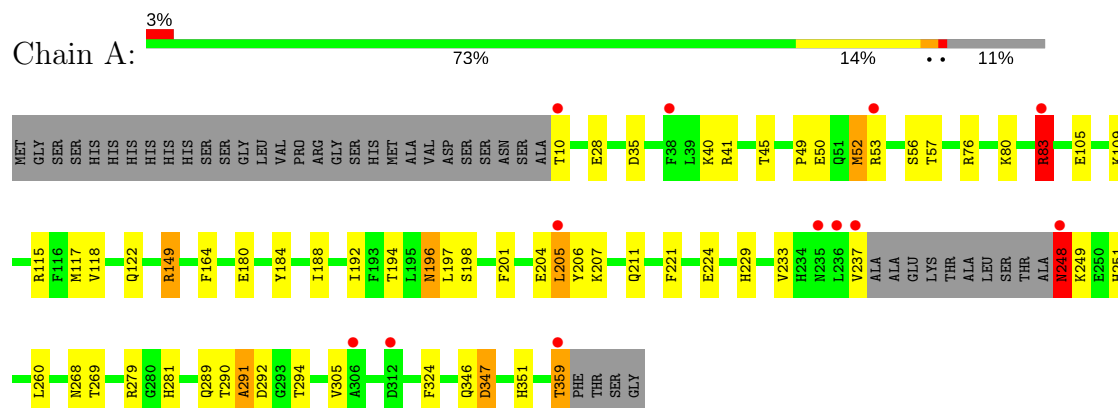 3%
Chain A:
73% 14% • • 11%
MET GLY SER SER HIS HIS HIS HIS HIS HIS SER SER GLY LEU VAL PRO ARG GLY SER HIS MET ALA VAL ASP SER SER ASN SER ALA T10 E28 D35 F38 L39 K40 R41 T45 P49 E50 Q51 M52 R53 S56 T57 R76 K80 R83 E105 K109
R115 F116 M117 V118 Q122 R149 F164 E180 Y184 I188 I192 F193 T194 L195 N196 L197 S198 F201 E204 L205 Y206 K207 Q211 F221 E224 H229 V233 H234 N235 L236 V237 ALA ALA GLU LYS THR ALA LEU SER THR ALA N248 K249 E250 H251
L260 N268 T269 R279 G280 H281 Q289 T290 A291 D292 G293 T294 V305 A306 D312 F324 Q346 D347 H351 T359 PHE THR SER GLY